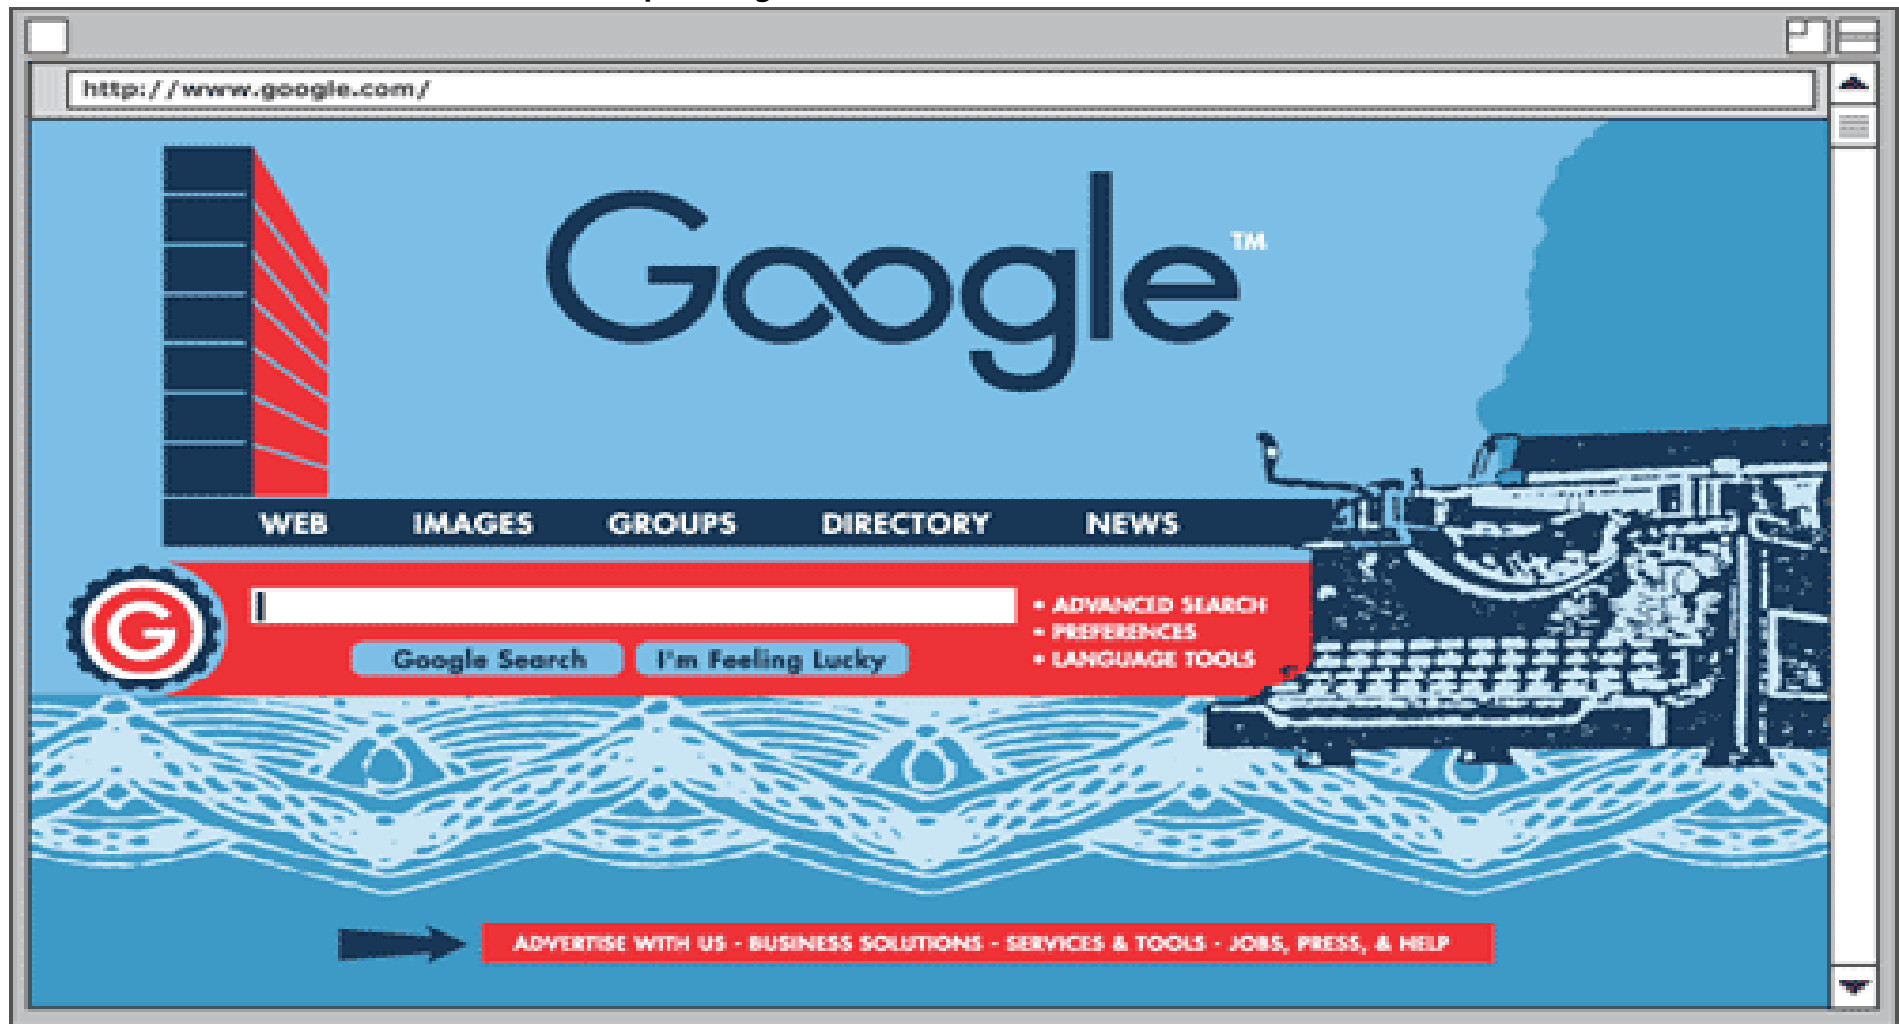 http://www.google.com/
Google™
WEB IMAGES GROUPS DIRECTORY NEWS
G
• ADVANCED SEARCH
• PREFERENCES
• LANGUAGE TOOLS
Google Search I'm Feeling Lucky
ADVERTISE WITH US - BUSINESS SOLUTIONS - SERVICES & TOOLS - JOBS, PRESS, & HELP